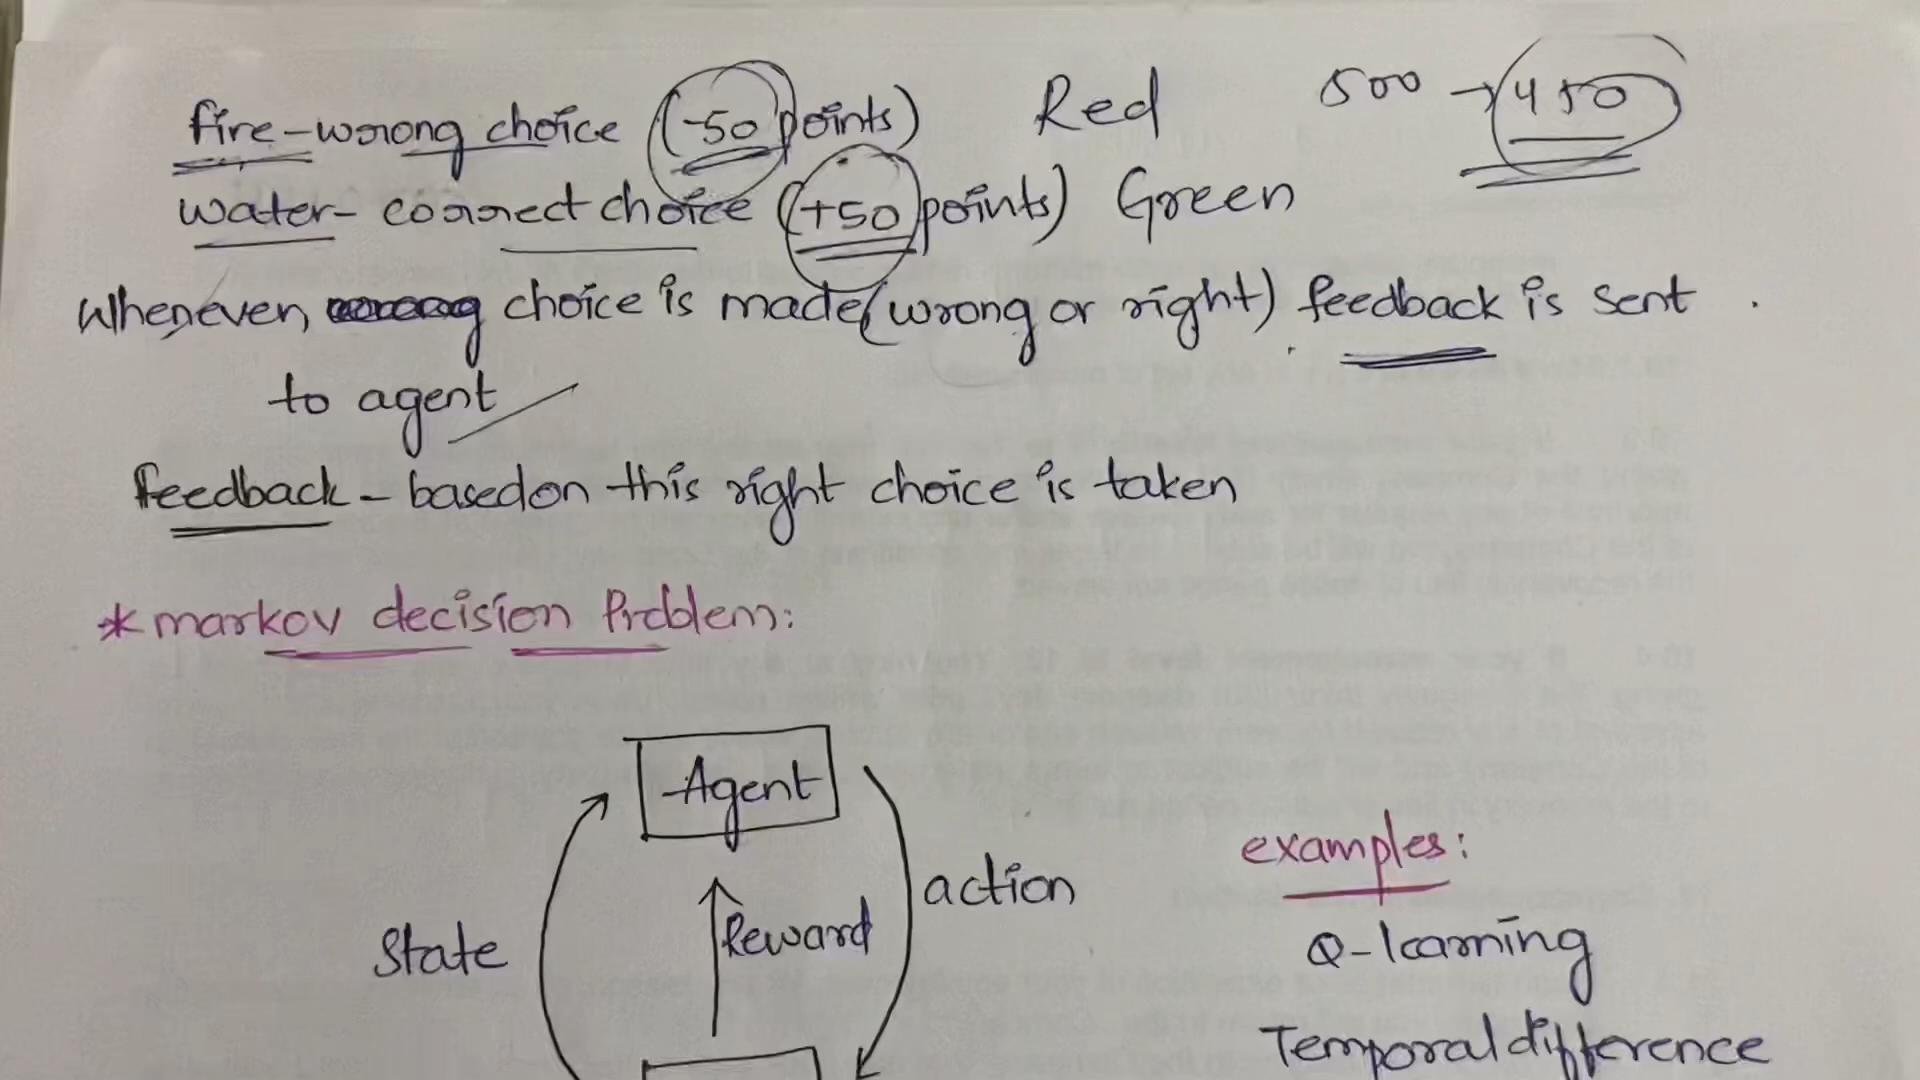 fire-wrong choice (-50 points) Red 500 → 450
water- correct choice (+50 points) Green
Whenever, choice is made (wrong or right) feedback is sent
to agent
feedback - based on this right choice is taken
* markov decision Problem:
Agent
examples:
action
State Reward
Q-learning
Temporal difference